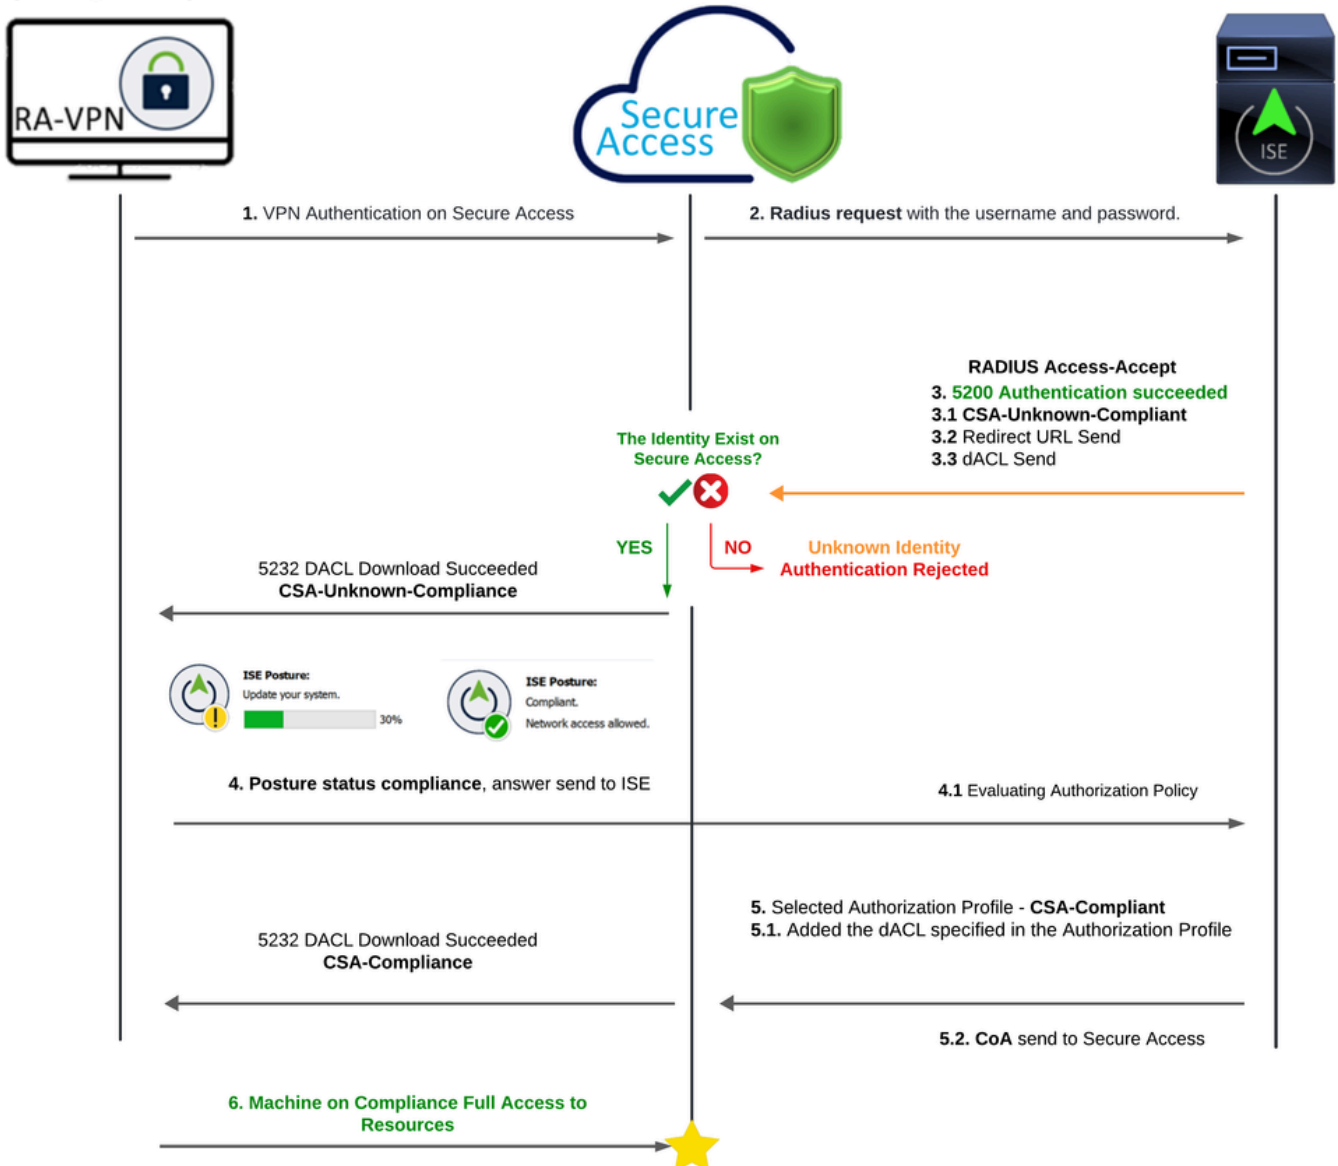 RA-VPN
Secure
Access
ISE
1. VPN Authentication on Secure Access
2. Radius request with the username and password.
RADIUS Access-Accept
3. 5200 Authentication succeeded
3.1 CSA-Unknown-Compliant
3.2 Redirect URL Send
3.3 dACL Send
The Identity Exist on
Secure Access?
YES
NO
Unknown Identity
Authentication Rejected
5232 DACL Download Succeeded
CSA-Unknown-Compliance
ISE Posture:
Update your system.
30%
ISE Posture:
Compliant.
Network access allowed.
4. Posture status compliance, answer send to ISE
4.1 Evaluating Authorization Policy
5. Selected Authorization Profile - CSA-Compliant
5.1. Added the dACL specified in the Authorization Profile
5232 DACL Download Succeeded
CSA-Compliance
5.2. CoA send to Secure Access
6. Machine on Compliance Full Access to
Resources